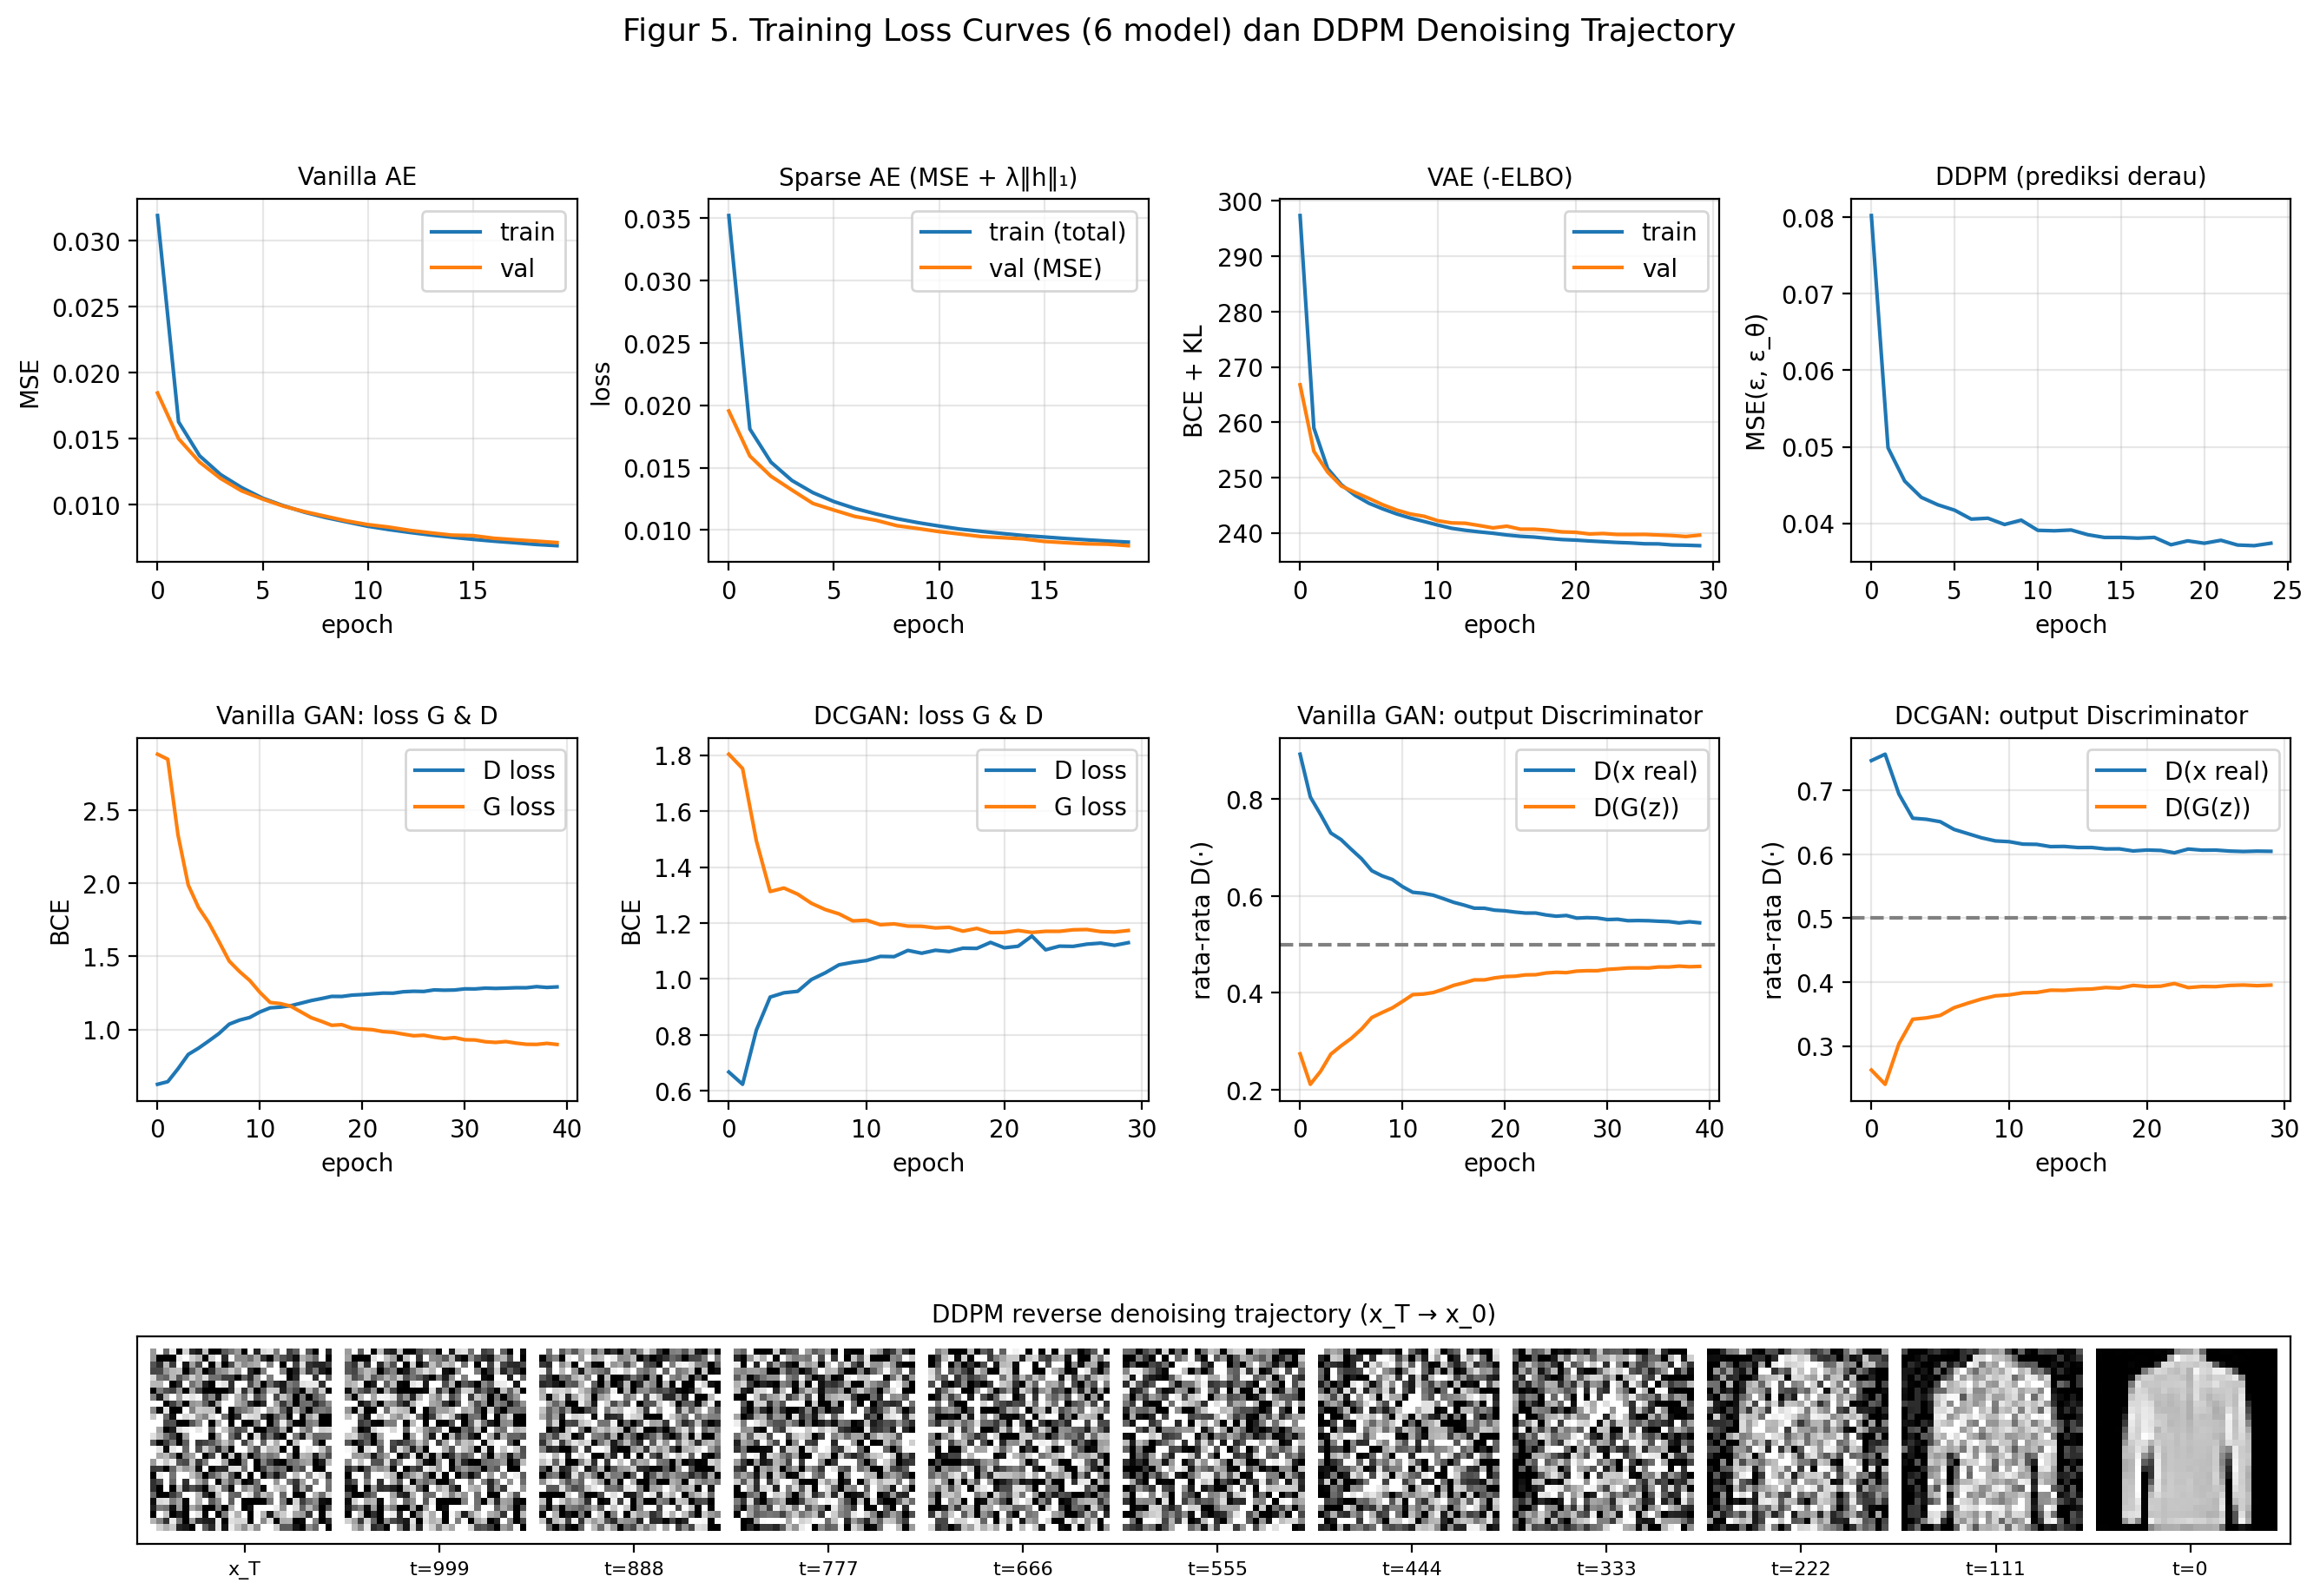 Figur 5. Training Loss Curves (6 model) dan DDPM Denoising Trajectory
Vanilla AE
MSE
0.030
0.025
0.020
0.015
0.010
train
val
0 5 10 15
epoch
Sparse AE (MSE + λ‖h‖₁)
loss
0.035
0.030
0.025
0.020
0.015
0.010
train (total)
val (MSE)
0 5 10 15
epoch
VAE (-ELBO)
BCE + KL
300
290
280
270
260
250
240
train
val
0 10 20 30
epoch
DDPM (prediksi derau)
MSE(ε, ε_θ)
0.08
0.07
0.06
0.05
0.04
0 5 10 15 20 25
epoch
Vanilla GAN: loss G & D
BCE
2.5
2.0
1.5
1.0
D loss
G loss
0 10 20 30 40
epoch
DCGAN: loss G & D
BCE
1.8
1.6
1.4
1.2
1.0
0.8
0.6
D loss
G loss
0 10 20 30
epoch
Vanilla GAN: output Discriminator
rata-rata D(·)
0.8
0.6
0.4
0.2
D(x real)
D(G(z))
0 10 20 30 40
epoch
DCGAN: output Discriminator
rata-rata D(·)
0.7
0.6
0.5
0.4
0.3
D(x real)
D(G(z))
0 10 20 30
epoch
DDPM reverse denoising trajectory (x_T → x_0)
x_T t=999 t=888 t=777 t=666 t=555 t=444 t=333 t=222 t=111 t=0